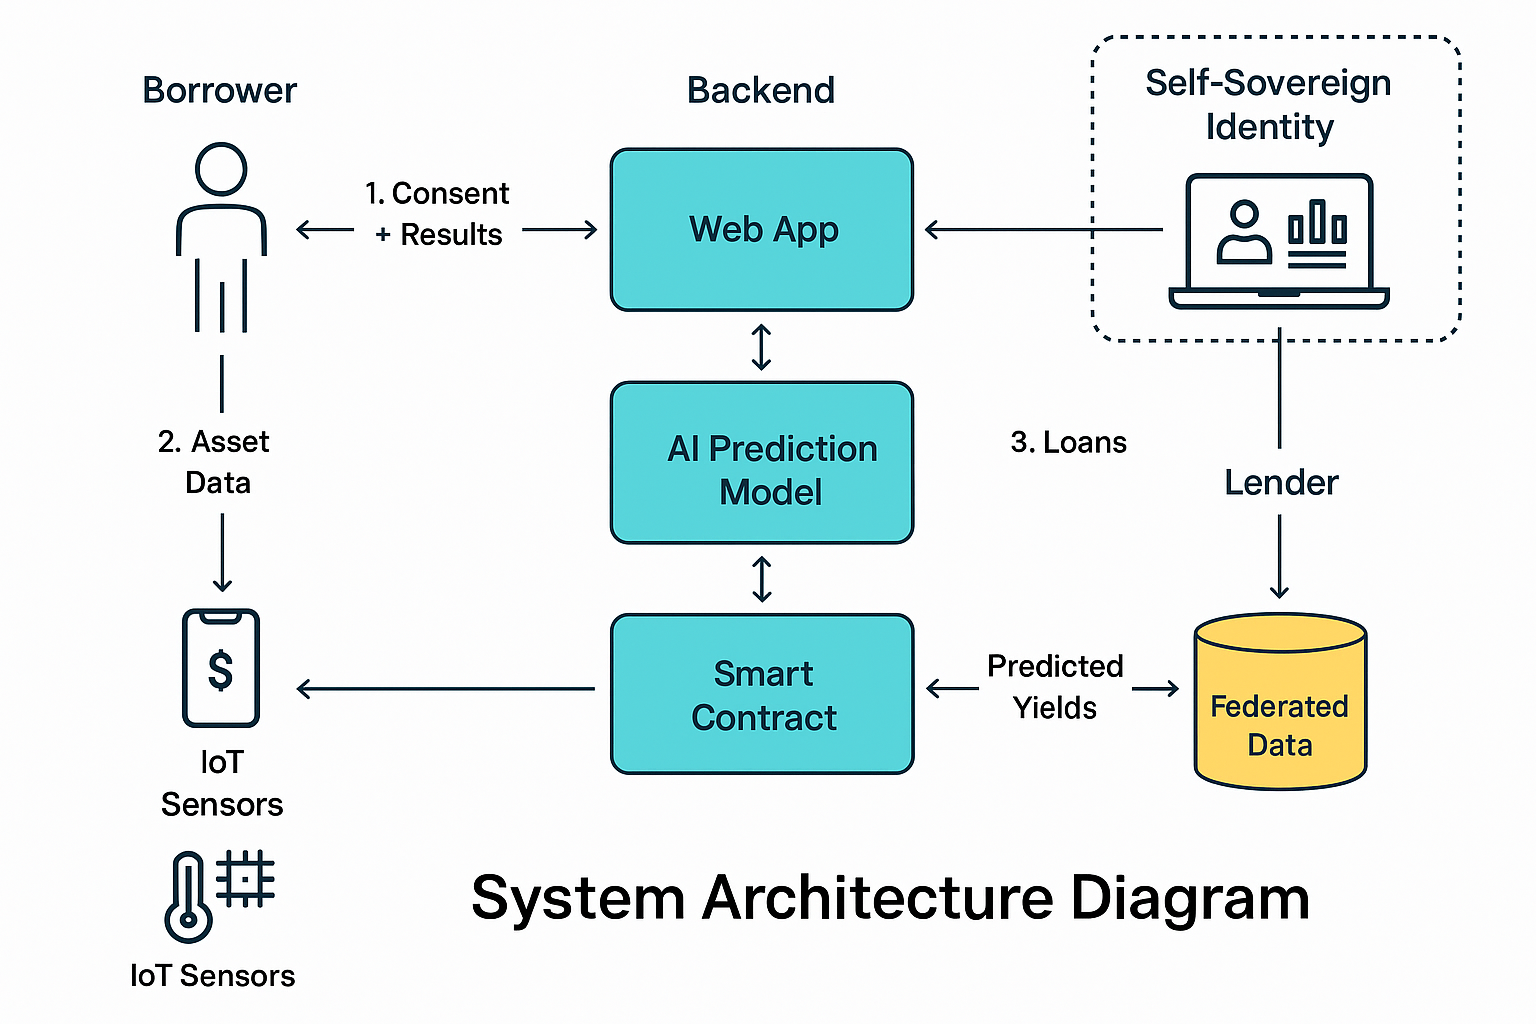 Borrower
Backend
Self-Sovereign
Identity
1. Consent
+ Results
Web App
2. Asset
Data
AI Prediction
Model
3. Loans
Lender
$
IoT
Sensors
Smart
Contract
Predicted
Yields
Federated
Data
System Architecture Diagram
IoT Sensors